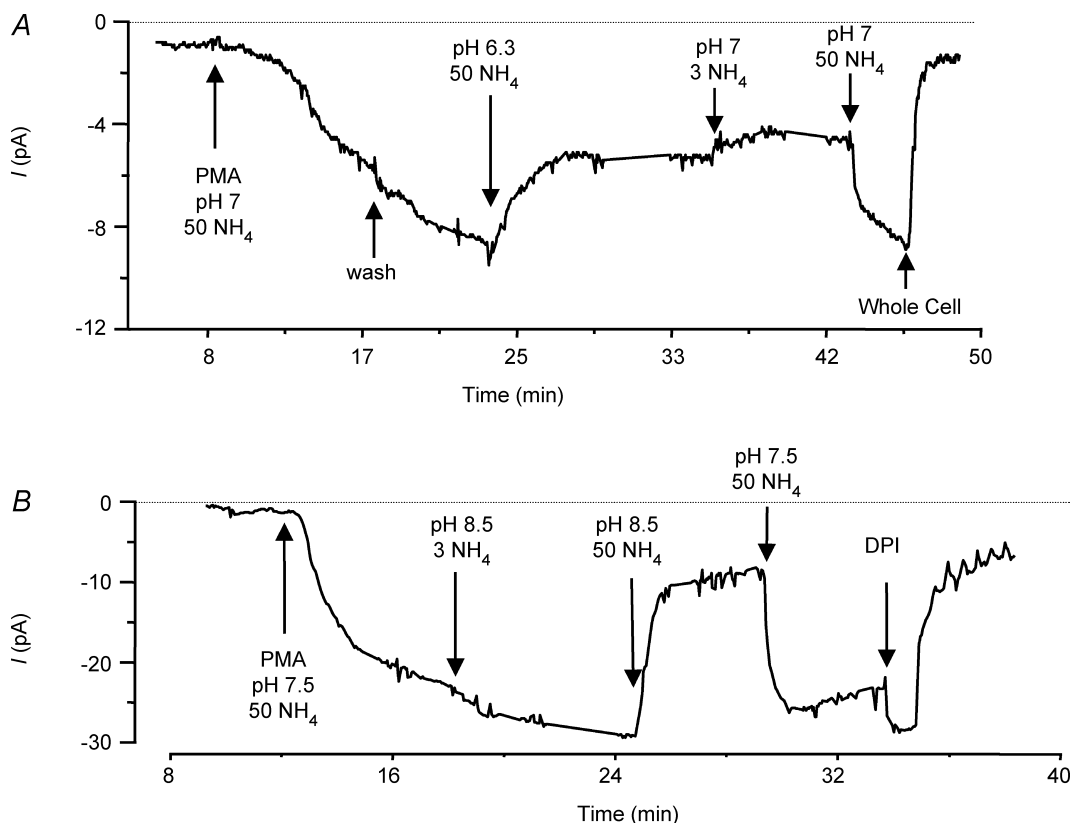 A
0
-4
-8
-12
I (pA)
PMA
pH 7
50 NH4
wash
pH 6.3
50 NH4
pH 7
3 NH4
pH 7
50 NH4
Whole Cell
8 17 25 33 42 50
Time (min)
B
0
-10
-20
-30
I (pA)
PMA
pH 7.5
50 NH4
pH 8.5
3 NH4
pH 8.5
50 NH4
pH 7.5
50 NH4
DPI
8 16 24 32 40
Time (min)